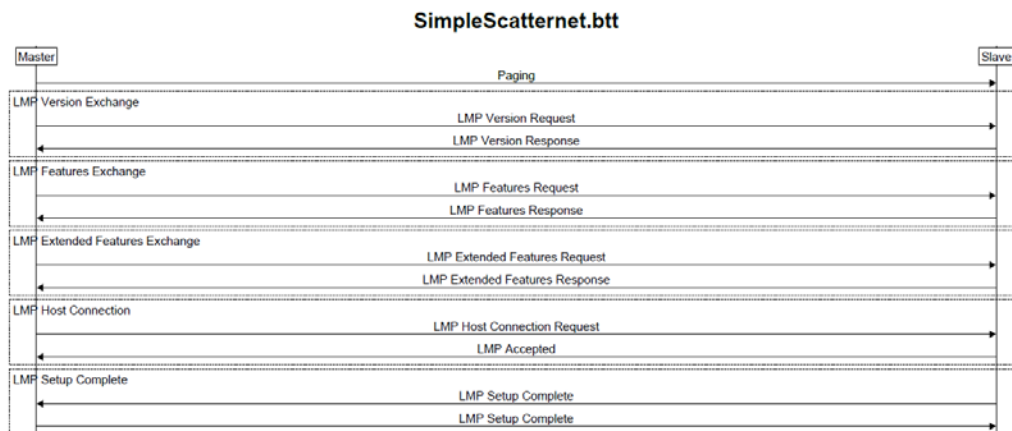 SimpleScatternet.btt
Master Slave
Paging
LMP Version Exchange
LMP Version Request
LMP Version Response
LMP Features Exchange
LMP Features Request
LMP Features Response
LMP Extended Features Exchange
LMP Extended Features Request
LMP Extended Features Response
LMP Host Connection
LMP Host Connection Request
LMP Accepted
LMP Setup Complete
LMP Setup Complete
LMP Setup Complete